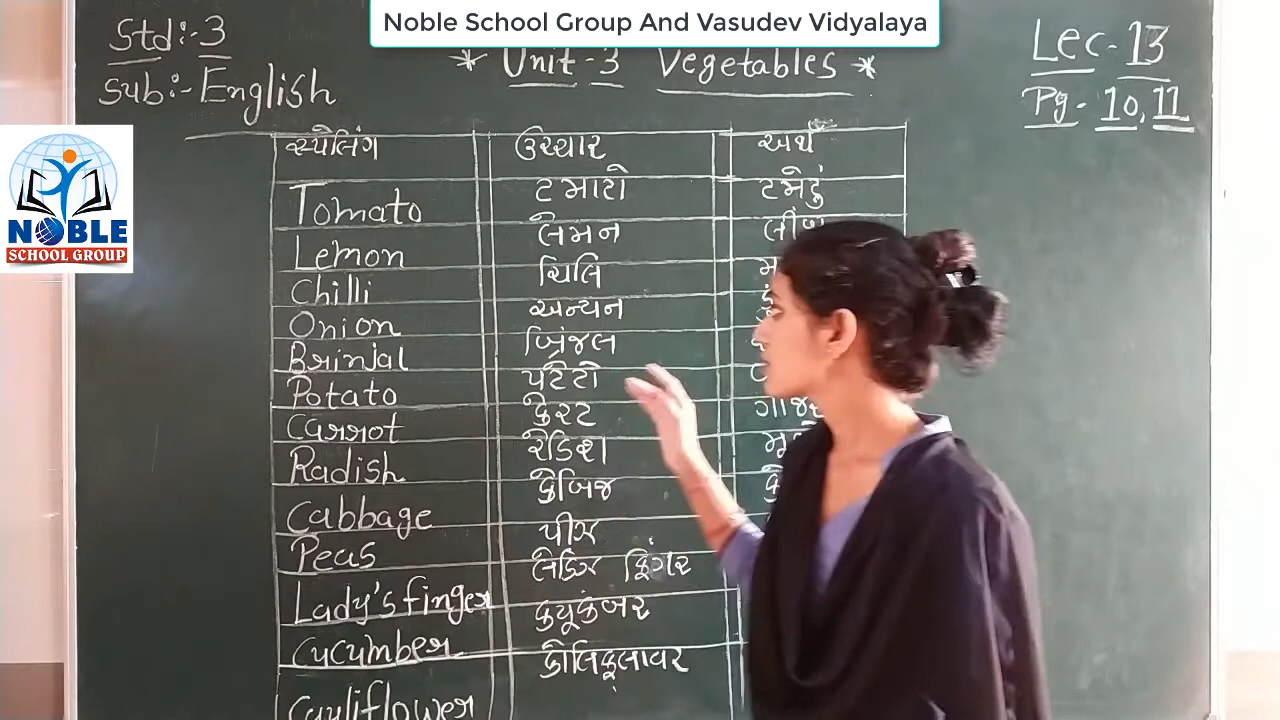 Noble School Group And Vasudev Vidyalaya
Std:- 3
Sub:- English
* Unit-3 Vegetables *
Lec- 13
Pg- 10, 11
NOBLE
SCHOOL GROUP
સ્પેલિંગ ઉચ્ચાર અર્થ
Tomato ટમાટો ટમેટું
Lemon લેમન
Chilli ચિલિ
Onion અન્યન
Brinjal બ્રિંજલ
Potato પટેટો
Carrot કેરટ
Radish રેડિશ
Cabbage કેબિજ
Peas પીઝ
Lady's finger લેડિઝ ફિંગર
Cucumber ક્યૂકંબર
Cauliflower કોલિફ્લાવર